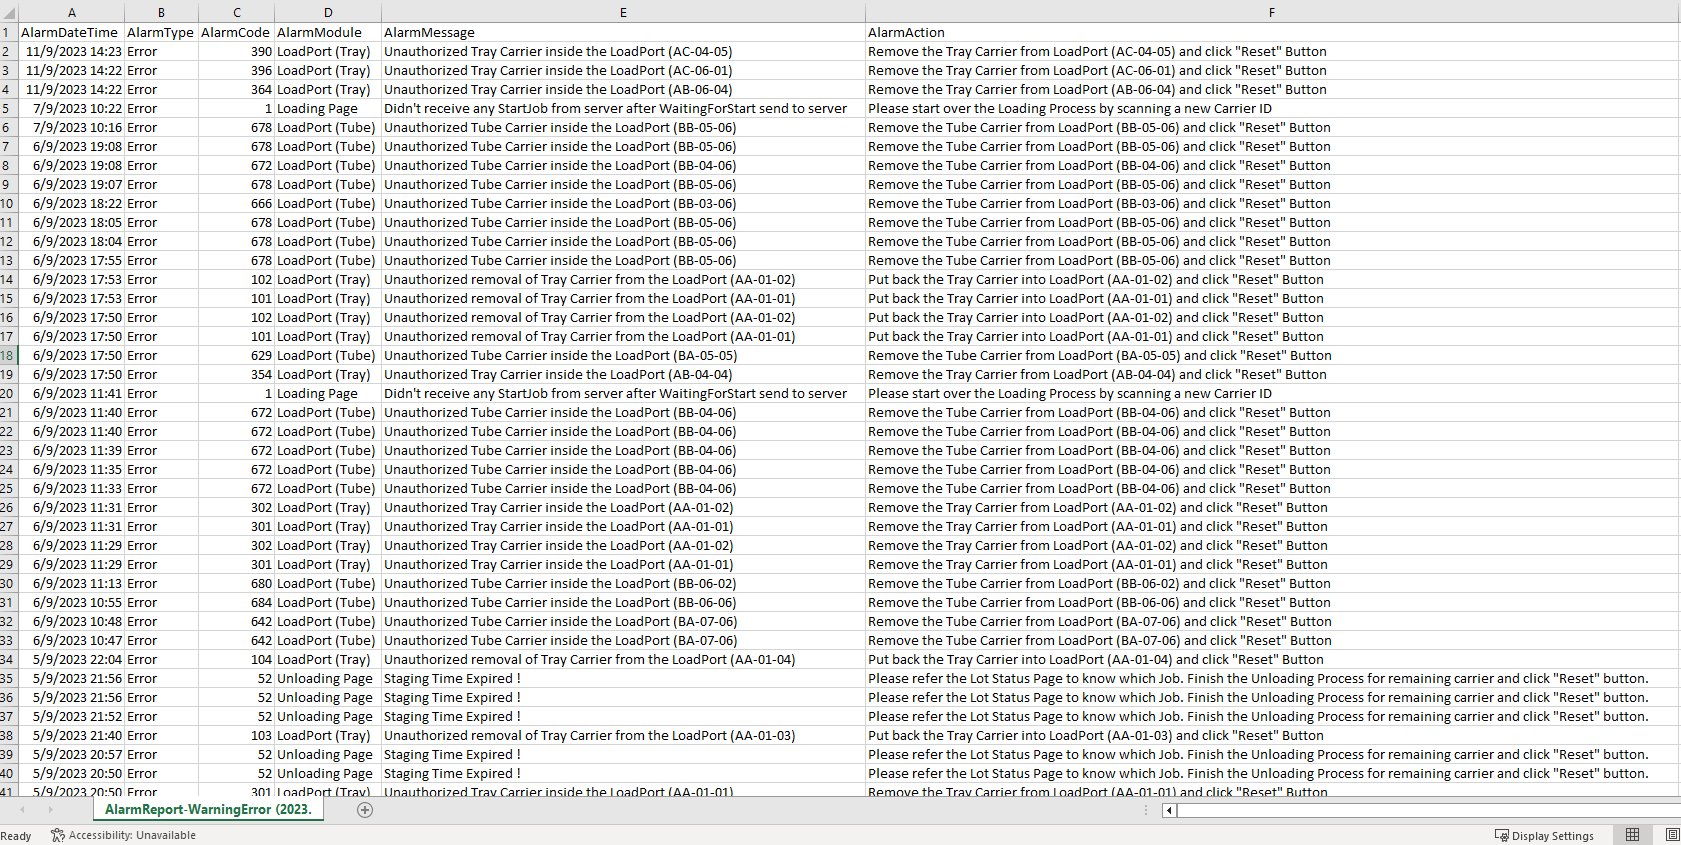 A B C D E F
1 AlarmDateTime AlarmType AlarmCode AlarmModule AlarmMessage AlarmAction
2 11/9/2023 14:23 Error 390 LoadPort (Tray) Unauthorized Tray Carrier inside the LoadPort (AC-04-05) Remove the Tray Carrier from LoadPort (AC-04-05) and click "Reset" Button
3 11/9/2023 14:22 Error 396 LoadPort (Tray) Unauthorized Tray Carrier inside the LoadPort (AC-06-01) Remove the Tray Carrier from LoadPort (AC-06-01) and click "Reset" Button
4 11/9/2023 14:22 Error 364 LoadPort (Tray) Unauthorized Tray Carrier inside the LoadPort (AB-06-04) Remove the Tray Carrier from LoadPort (AB-06-04) and click "Reset" Button
5 7/9/2023 10:22 Error 1 Loading Page Didn't receive any StartJob from server after WaitingForStart send to server Please start over the Loading Process by scanning a new Carrier ID
6 7/9/2023 10:16 Error 678 LoadPort (Tube) Unauthorized Tube Carrier inside the LoadPort (BB-05-06) Remove the Tube Carrier from LoadPort (BB-05-06) and click "Reset" Button
7 6/9/2023 19:08 Error 678 LoadPort (Tube) Unauthorized Tube Carrier inside the LoadPort (BB-05-06) Remove the Tube Carrier from LoadPort (BB-05-06) and click "Reset" Button
8 6/9/2023 19:08 Error 672 LoadPort (Tube) Unauthorized Tube Carrier inside the LoadPort (BB-04-06) Remove the Tube Carrier from LoadPort (BB-04-06) and click "Reset" Button
9 6/9/2023 19:07 Error 678 LoadPort (Tube) Unauthorized Tube Carrier inside the LoadPort (BB-05-06) Remove the Tube Carrier from LoadPort (BB-05-06) and click "Reset" Button
10 6/9/2023 18:22 Error 666 LoadPort (Tube) Unauthorized Tube Carrier inside the LoadPort (BB-03-06) Remove the Tube Carrier from LoadPort (BB-03-06) and click "Reset" Button
11 6/9/2023 18:05 Error 678 LoadPort (Tube) Unauthorized Tube Carrier inside the LoadPort (BB-05-06) Remove the Tube Carrier from LoadPort (BB-05-06) and click "Reset" Button
12 6/9/2023 18:04 Error 678 LoadPort (Tube) Unauthorized Tube Carrier inside the LoadPort (BB-05-06) Remove the Tube Carrier from LoadPort (BB-05-06) and click "Reset" Button
13 6/9/2023 17:55 Error 678 LoadPort (Tube) Unauthorized Tube Carrier inside the LoadPort (BB-05-06) Remove the Tube Carrier from LoadPort (BB-05-06) and click "Reset" Button
14 6/9/2023 17:53 Error 102 LoadPort (Tray) Unauthorized removal of Tray Carrier from the LoadPort (AA-01-02) Put back the Tray Carrier into LoadPort (AA-01-02) and click "Reset" Button
15 6/9/2023 17:53 Error 101 LoadPort (Tray) Unauthorized removal of Tray Carrier from the LoadPort (AA-01-01) Put back the Tray Carrier into LoadPort (AA-01-01) and click "Reset" Button
16 6/9/2023 17:50 Error 102 LoadPort (Tray) Unauthorized removal of Tray Carrier from the LoadPort (AA-01-02) Put back the Tray Carrier into LoadPort (AA-01-02) and click "Reset" Button
17 6/9/2023 17:50 Error 101 LoadPort (Tray) Unauthorized removal of Tray Carrier from the LoadPort (AA-01-01) Put back the Tray Carrier into LoadPort (AA-01-01) and click "Reset" Button
18 6/9/2023 17:50 Error 629 LoadPort (Tube) Unauthorized Tube Carrier inside the LoadPort (BA-05-05) Remove the Tube Carrier from LoadPort (BA-05-05) and click "Reset" Button
19 6/9/2023 17:50 Error 354 LoadPort (Tray) Unauthorized Tray Carrier inside the LoadPort (AB-04-04) Remove the Tray Carrier from LoadPort (AB-04-04) and click "Reset" Button
20 6/9/2023 11:41 Error 1 Loading Page Didn't receive any StartJob from server after WaitingForStart send to server Please start over the Loading Process by scanning a new Carrier ID
21 6/9/2023 11:40 Error 672 LoadPort (Tube) Unauthorized Tube Carrier inside the LoadPort (BB-04-06) Remove the Tube Carrier from LoadPort (BB-04-06) and click "Reset" Button
22 6/9/2023 11:40 Error 672 LoadPort (Tube) Unauthorized Tube Carrier inside the LoadPort (BB-04-06) Remove the Tube Carrier from LoadPort (BB-04-06) and click "Reset" Button
23 6/9/2023 11:39 Error 672 LoadPort (Tube) Unauthorized Tube Carrier inside the LoadPort (BB-04-06) Remove the Tube Carrier from LoadPort (BB-04-06) and click "Reset" Button
24 6/9/2023 11:35 Error 672 LoadPort (Tube) Unauthorized Tube Carrier inside the LoadPort (BB-04-06) Remove the Tube Carrier from LoadPort (BB-04-06) and click "Reset" Button
25 6/9/2023 11:33 Error 672 LoadPort (Tube) Unauthorized Tube Carrier inside the LoadPort (BB-04-06) Remove the Tube Carrier from LoadPort (BB-04-06) and click "Reset" Button
26 6/9/2023 11:31 Error 302 LoadPort (Tray) Unauthorized Tray Carrier inside the LoadPort (AA-01-02) Remove the Tray Carrier from LoadPort (AA-01-02) and click "Reset" Button
27 6/9/2023 11:31 Error 301 LoadPort (Tray) Unauthorized Tray Carrier inside the LoadPort (AA-01-01) Remove the Tray Carrier from LoadPort (AA-01-01) and click "Reset" Button
28 6/9/2023 11:29 Error 302 LoadPort (Tray) Unauthorized Tray Carrier inside the LoadPort (AA-01-02) Remove the Tray Carrier from LoadPort (AA-01-02) and click "Reset" Button
29 6/9/2023 11:29 Error 301 LoadPort (Tray) Unauthorized Tray Carrier inside the LoadPort (AA-01-01) Remove the Tray Carrier from LoadPort (AA-01-01) and click "Reset" Button
30 6/9/2023 11:13 Error 680 LoadPort (Tube) Unauthorized Tube Carrier inside the LoadPort (BB-06-02) Remove the Tube Carrier from LoadPort (BB-06-02) and click "Reset" Button
31 6/9/2023 10:55 Error 684 LoadPort (Tube) Unauthorized Tube Carrier inside the LoadPort (BB-06-06) Remove the Tube Carrier from LoadPort (BB-06-06) and click "Reset" Button
32 6/9/2023 10:48 Error 642 LoadPort (Tube) Unauthorized Tube Carrier inside the LoadPort (BA-07-06) Remove the Tube Carrier from LoadPort (BA-07-06) and click "Reset" Button
33 6/9/2023 10:47 Error 642 LoadPort (Tube) Unauthorized Tube Carrier inside the LoadPort (BA-07-06) Remove the Tube Carrier from LoadPort (BA-07-06) and click "Reset" Button
34 5/9/2023 22:04 Error 104 LoadPort (Tray) Unauthorized removal of Tray Carrier from the LoadPort (AA-01-04) Put back the Tray Carrier into LoadPort (AA-01-04) and click "Reset" Button
35 5/9/2023 21:56 Error 52 Unloading Page Staging Time Expired ! Please refer the Lot Status Page to know which Job. Finish the Unloading Process for remaining carrier and click "Reset" button.
36 5/9/2023 21:56 Error 52 Unloading Page Staging Time Expired ! Please refer the Lot Status Page to know which Job. Finish the Unloading Process for remaining carrier and click "Reset" button.
37 5/9/2023 21:52 Error 52 Unloading Page Staging Time Expired ! Please refer the Lot Status Page to know which Job. Finish the Unloading Process for remaining carrier and click "Reset" button.
38 5/9/2023 21:40 Error 103 LoadPort (Tray) Unauthorized removal of Tray Carrier from the LoadPort (AA-01-03) Put back the Tray Carrier into LoadPort (AA-01-03) and click "Reset" Button
39 5/9/2023 20:57 Error 52 Unloading Page Staging Time Expired ! Please refer the Lot Status Page to know which Job. Finish the Unloading Process for remaining carrier and click "Reset" button.
40 5/9/2023 20:50 Error 52 Unloading Page Staging Time Expired ! Please refer the Lot Status Page to know which Job. Finish the Unloading Process for remaining carrier and click "Reset" button.
41 5/9/2023 20:50 Error 301 LoadPort (Tray) Unauthorized Tray Carrier inside the LoadPort (AA-01-01) Remove the Tray Carrier from LoadPort (AA-01-01) and click "Reset" Button
AlarmReport-WarningError (2023.
Ready Accessibility: Unavailable Display Settings